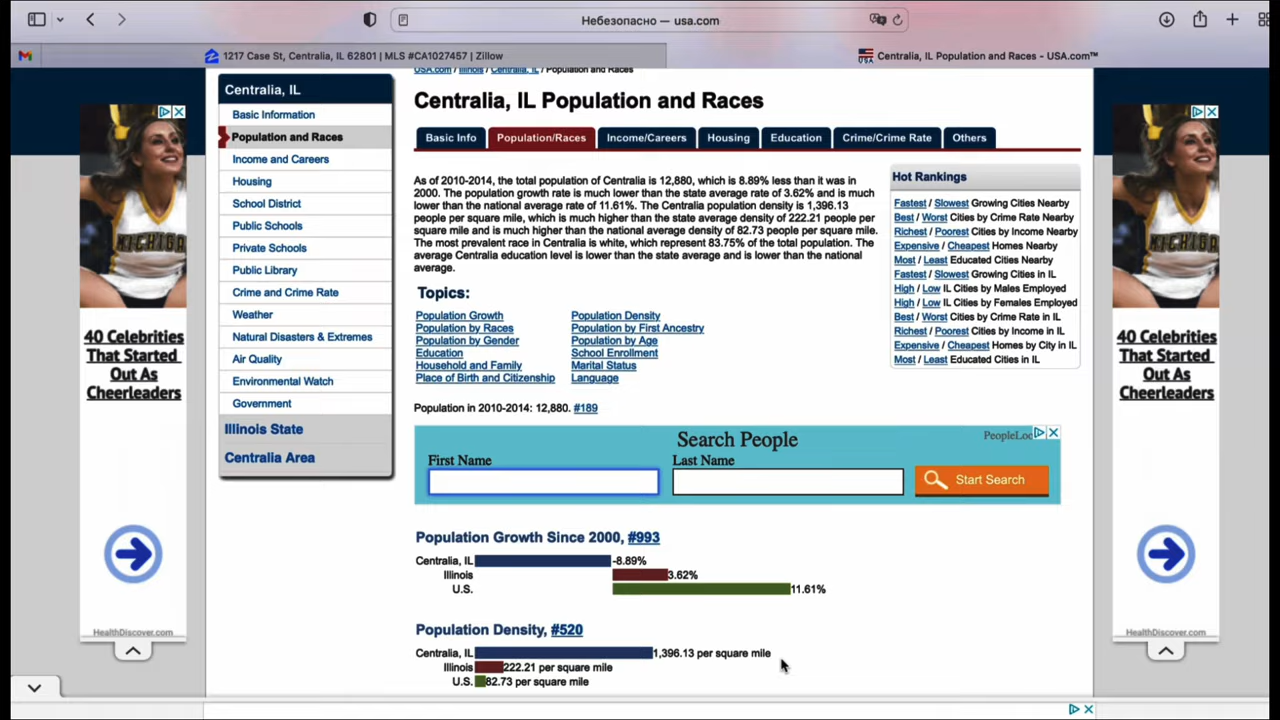 Небезопасно — usa.com
1217 Case St, Centralia, IL 62801 | MLS #CA1027457 | Zillow
Centralia, IL Population and Races - USA.com™
USA.com / Illinois / Centralia, IL / Population and Races
Centralia, IL
Basic Information
Population and Races
Income and Careers
Housing
School District
Public Schools
Private Schools
Public Library
Crime and Crime Rate
Weather
Natural Disasters & Extremes
Air Quality
Environmental Watch
Government
Illinois State
Centralia Area
Centralia, IL Population and Races
Basic Info Population/Races Income/Careers Housing Education Crime/Crime Rate Others
As of 2010-2014, the total population of Centralia is 12,880, which is 8.89% less than it was in
2000. The population growth rate is much lower than the state average rate of 3.62% and is much
lower than the national average rate of 11.61%. The Centralia population density is 1,396.13
people per square mile, which is much higher than the state average density of 222.21 people per
square mile and is much higher than the national average density of 82.73 people per square mile.
The most prevalent race in Centralia is white, which represent 83.75% of the total population. The
average Centralia education level is lower than the state average and is lower than the national
average.
Hot Rankings
Fastest / Slowest Growing Cities Nearby
Best / Worst Cities by Crime Rate Nearby
Richest / Poorest Cities by Income Nearby
Expensive / Cheapest Homes Nearby
Most / Least Educated Cities Nearby
Fastest / Slowest Growing Cities in IL
High / Low IL Cities by Males Employed
High / Low IL Cities by Females Employed
Best / Worst Cities by Crime Rate in IL
Richest / Poorest Cities by Income in IL
Expensive / Cheapest Homes by City in IL
Most / Least Educated Cities in IL
Topics:
Population Growth Population Density
Population by Races Population by First Ancestry
Population by Gender Population by Age
Education School Enrollment
Household and Family Marital Status
Place of Birth and Citizenship Language
Population in 2010-2014: 12,880. #189
Search People
PeopleLoo
First Name Last Name
Start Search
Population Growth Since 2000, #993
Centralia, IL -8.89%
Illinois 3.62%
U.S. 11.61%
Population Density, #520
Centralia, IL 1,396.13 per square mile
Illinois 222.21 per square mile
U.S. 82.73 per square mile
MICHIGA
40 Celebrities
That Started
Out As
Cheerleaders
HealthDiscover.com
MICHIGA
40 Celebrities
That Started
Out As
Cheerleaders
HealthDiscover.com